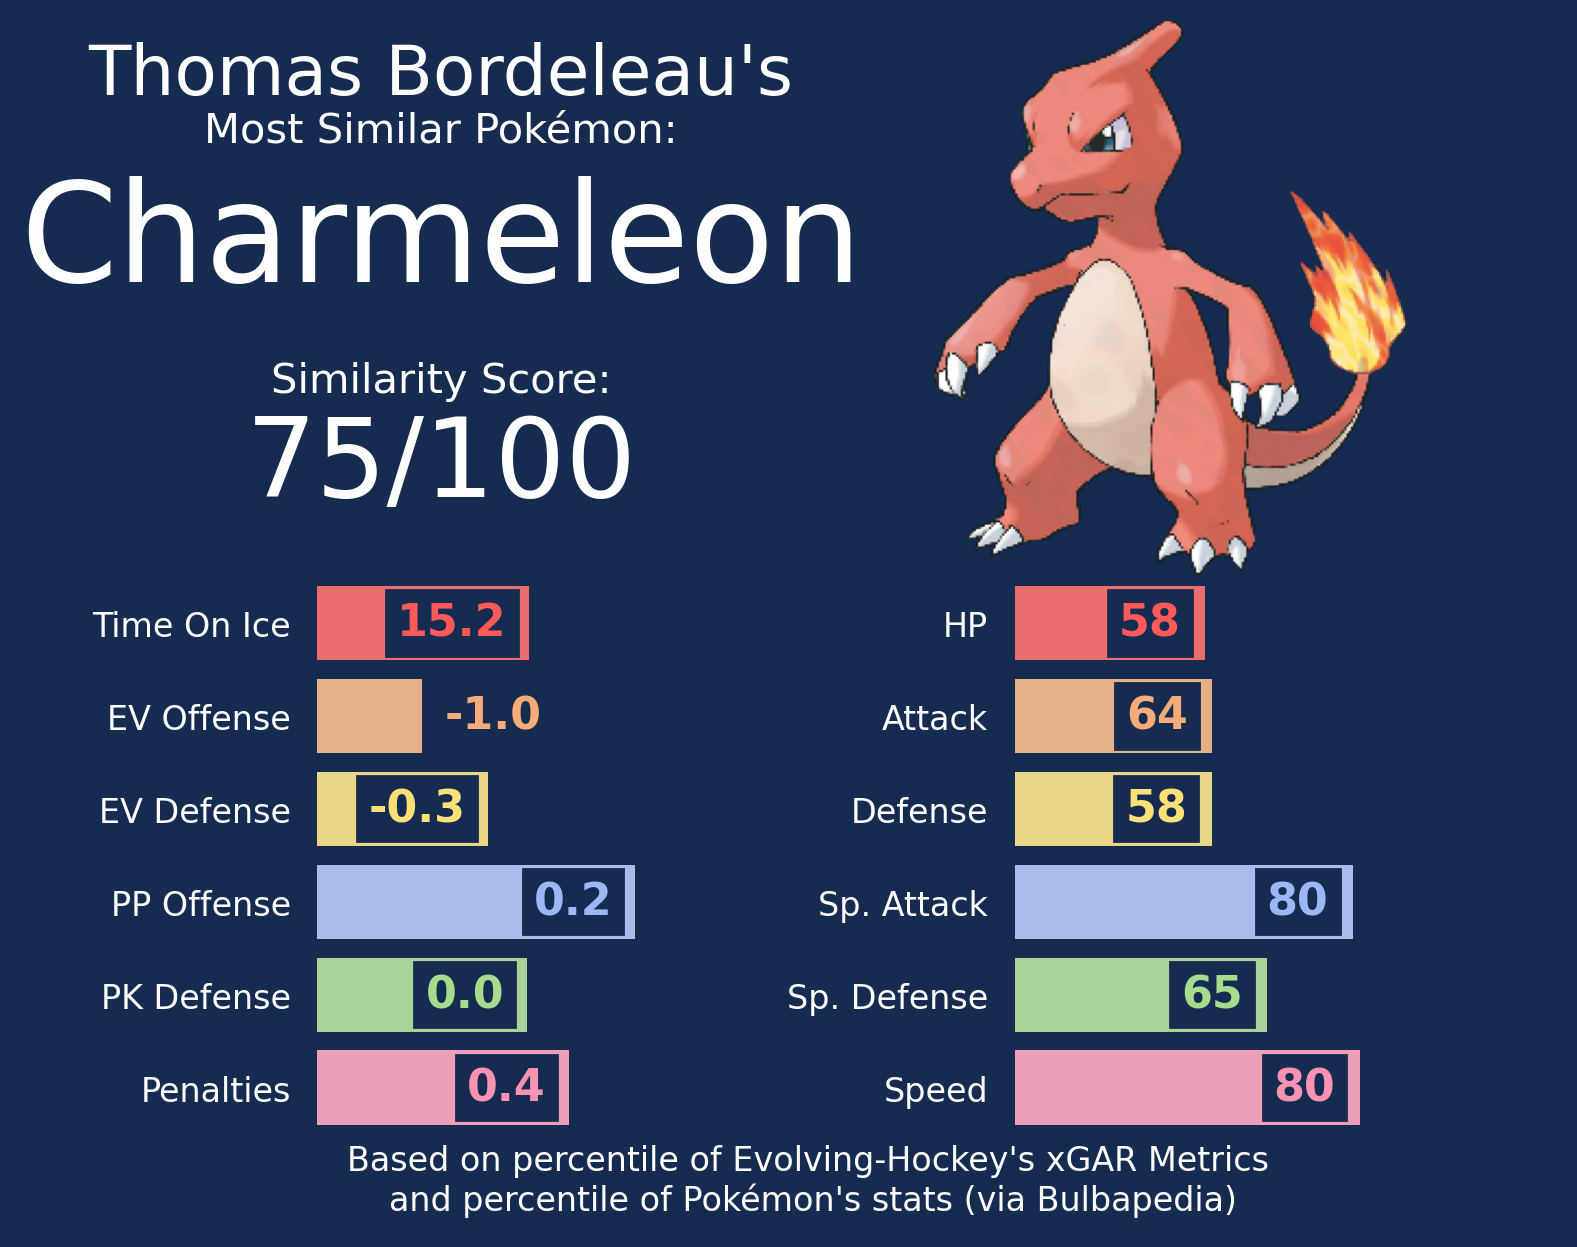 Thomas Bordeleau's
Most Similar Pokémon:
Charmeleon
Similarity Score:
75/100
Time On Ice 15.2
EV Offense -1.0
EV Defense -0.3
PP Offense 0.2
PK Defense 0.0
Penalties 0.4
HP 58
Attack 64
Defense 58
Sp. Attack 80
Sp. Defense 65
Speed 80
Based on percentile of Evolving-Hockey's xGAR Metrics
and percentile of Pokémon's stats (via Bulbapedia)